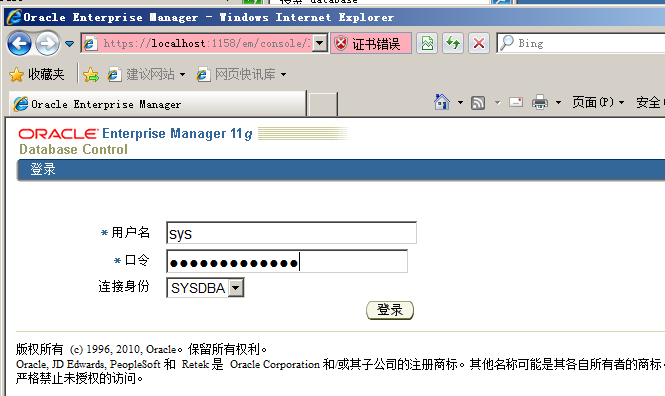 Oracle Enterprise Manager - Windows Internet Explorer
https://localhost:1158/em/console/
证书错误
Bing
收藏夹 建议网站 网页快讯库
Oracle Enterprise Manager
页面(P) 安全
ORACLE Enterprise Manager 11g
Database Control
登录
* 用户名 sys
* 口令 ●●●●●●●●●●●●●
连接身份 SYSDBA
登录
版权所有 (c) 1996, 2010, Oracle。保留所有权利。
Oracle, JD Edwards, PeopleSoft 和 Retek 是 Oracle Corporation 和/或其子公司的注册商标。其他名称可能是其各自所有者的商标。
严格禁止未授权的访问。